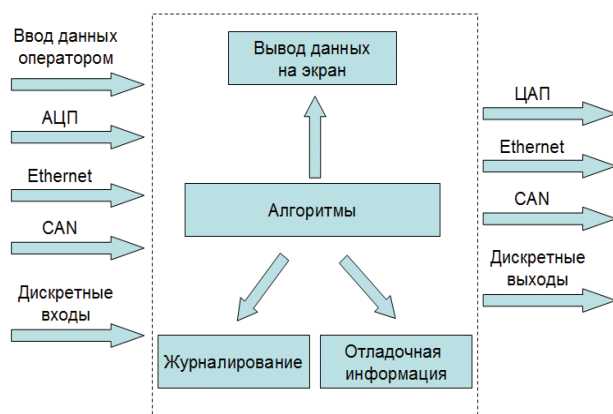 Ввод данных
оператором
АЦП
Ethernet
CAN
Дискретные
входы
Вывод данных
на экран
Алгоритмы
Журналирование
Отладочная
информация
ЦАП
Ethernet
CAN
Дискретные
выходы